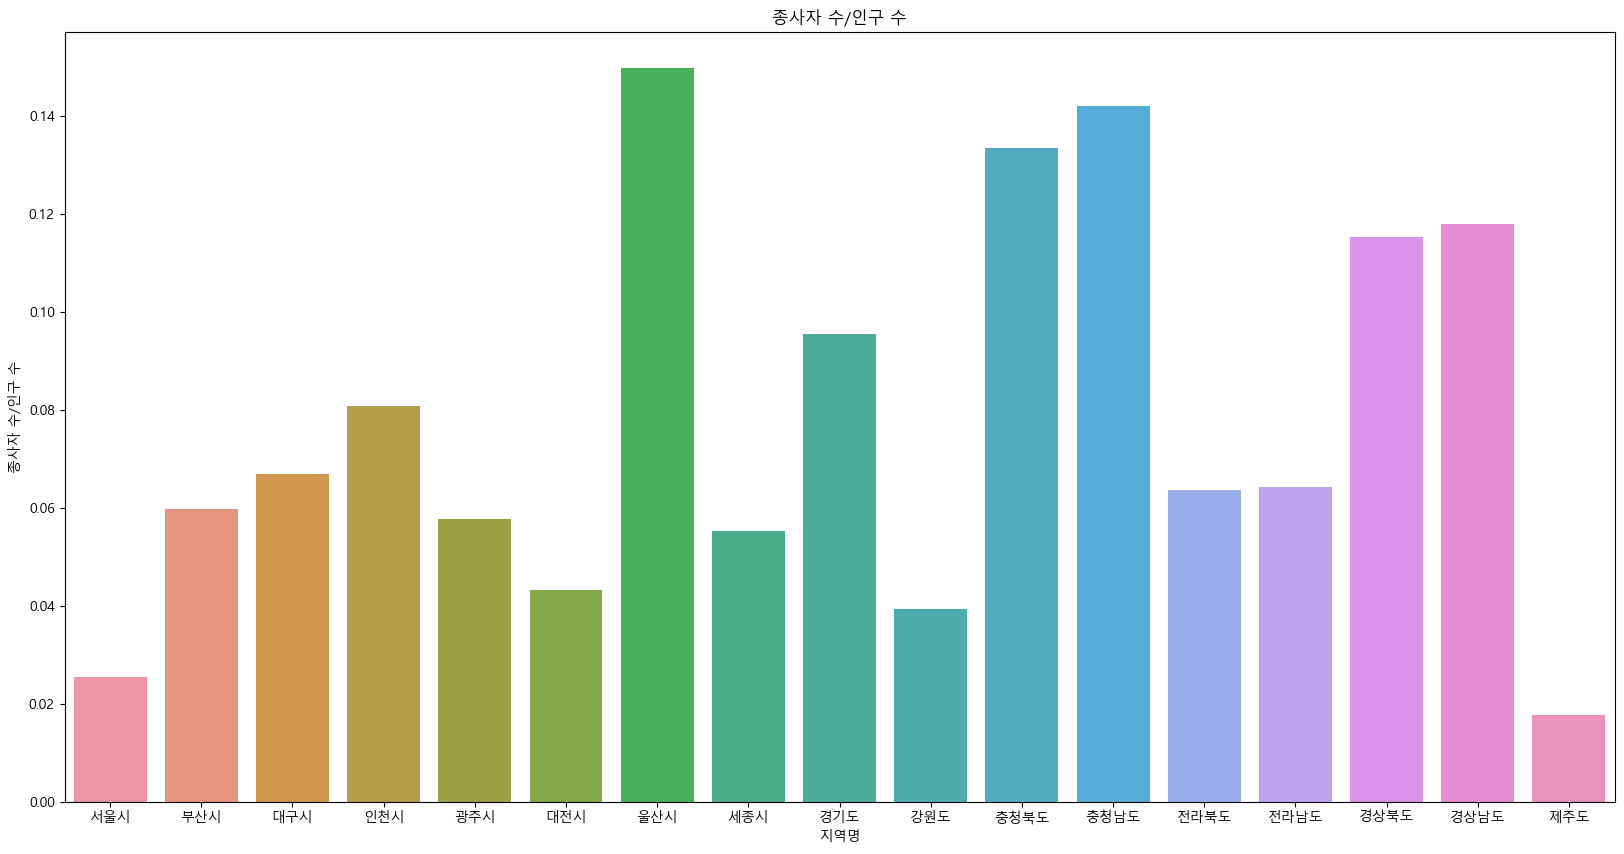 종사자 수/인구 수
종사자 수/인구 수
0.14
0.12
0.10
0.08
0.06
0.04
0.02
0.00
서울시 부산시 대구시 인천시 광주시 대전시 울산시 세종시 경기도 강원도 충청북도 충청남도 전라북도 전라남도 경상북도 경상남도 제주도
지역명